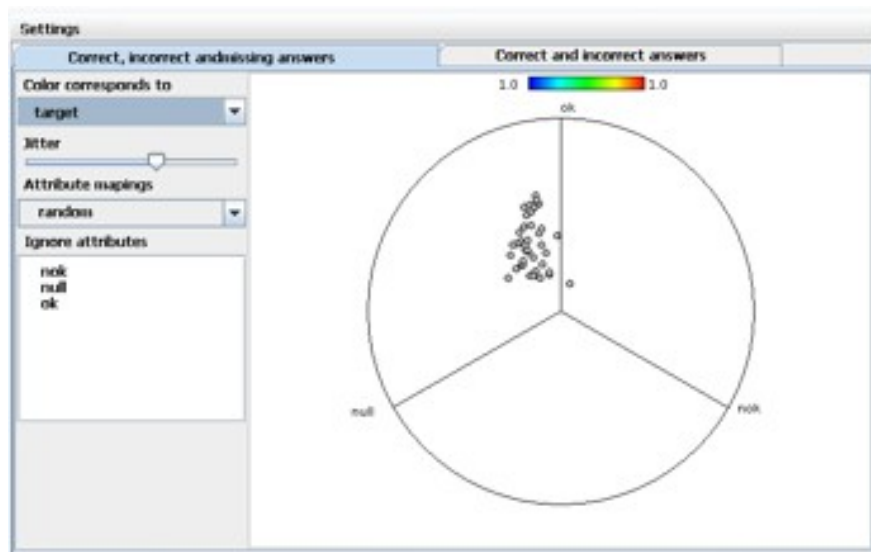 Settings
Correct, incorrect andmissing answers
Correct and incorrect answers
Color corresponds to
target
Jitter
Attribute mapings
random
Ignore attributes
nok
null
ok
1.0
1.0
ok
null
nok